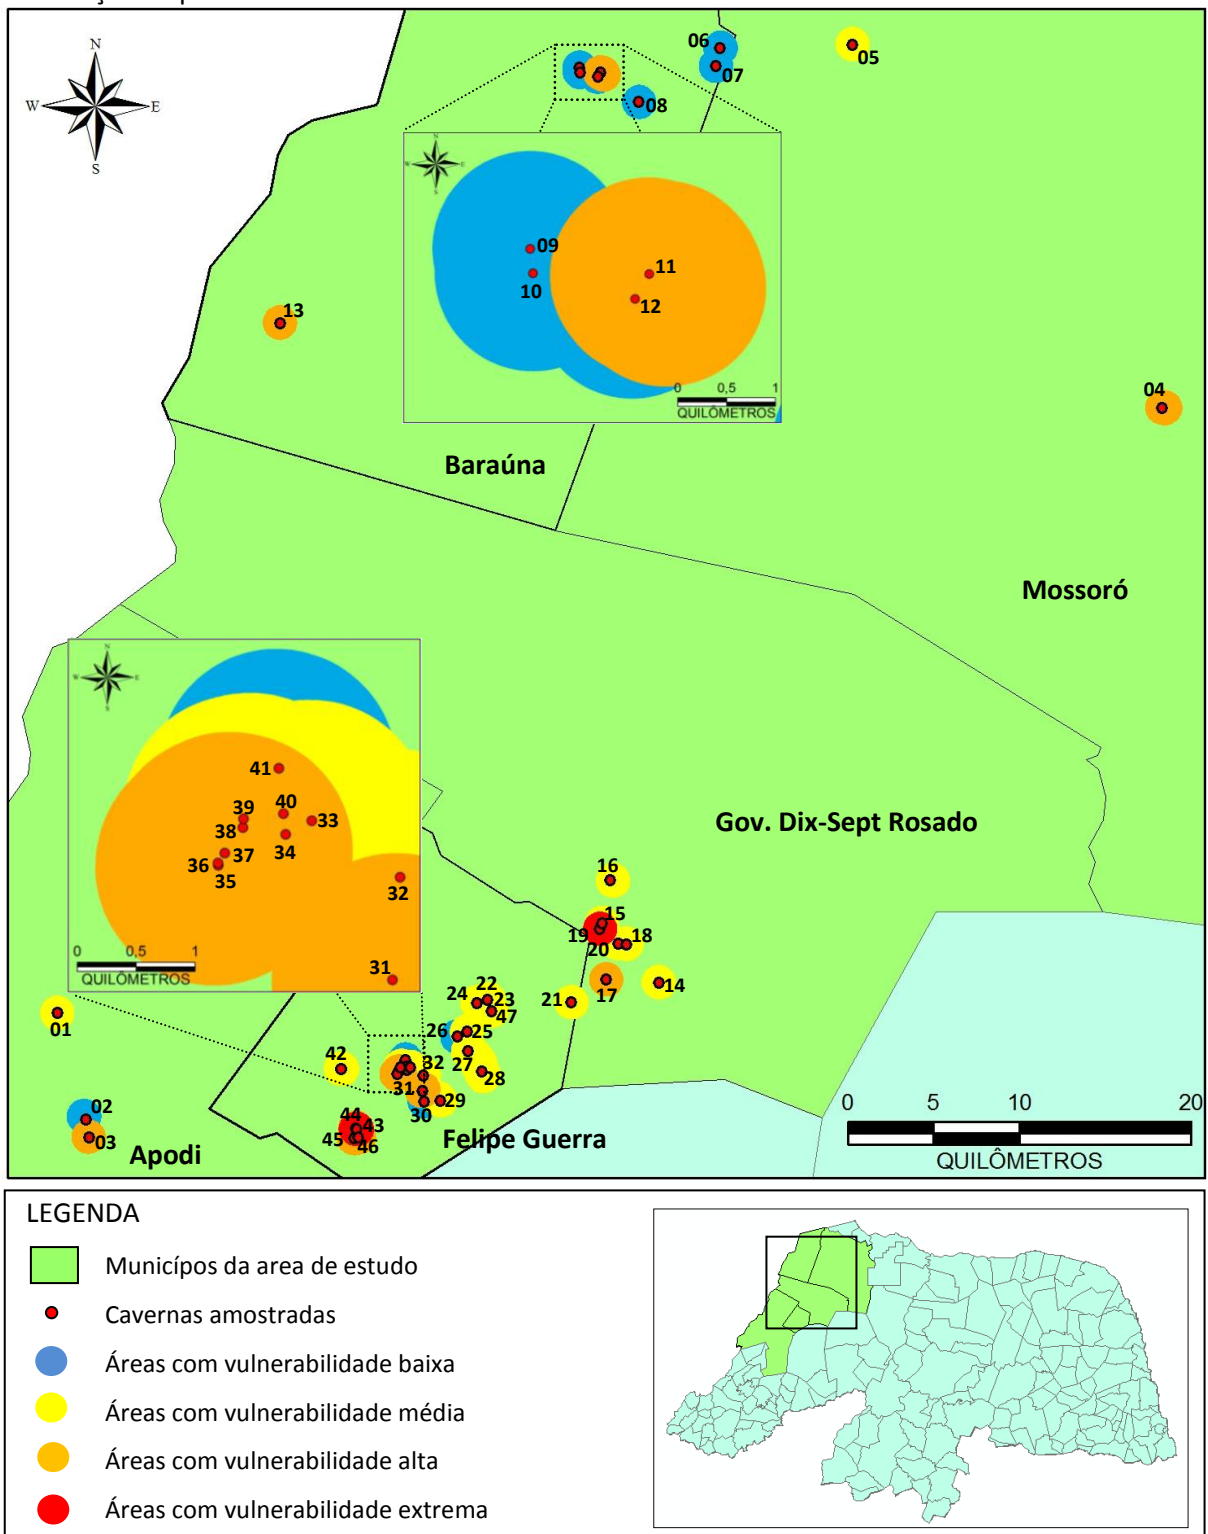 N
W E
S
06
07
05
08
N
W E
S
09
10
11
12
0 0,5 1
QUILÔMETROS
13
04
Baraúna
Mossoró
N
W E
S
41
39
40
33
38
34
37
36
35
32
31
0 0,5 1
QUILÔMETROS
Gov. Dix-Sept Rosado
16
15
19
20
18
17
14
21
22
24
23
47
26
25
27
28
01
42
32
31
29
30
02
03
44
43
45
46
Apodi
Felipe Guerra
0 5 10 20
QUILÔMETROS
LEGENDA
Municípos da area de estudo
Cavernas amostradas
Áreas com vulnerabilidade baixa
Áreas com vulnerabilidade média
Áreas com vulnerabilidade alta
Áreas com vulnerabilidade extrema